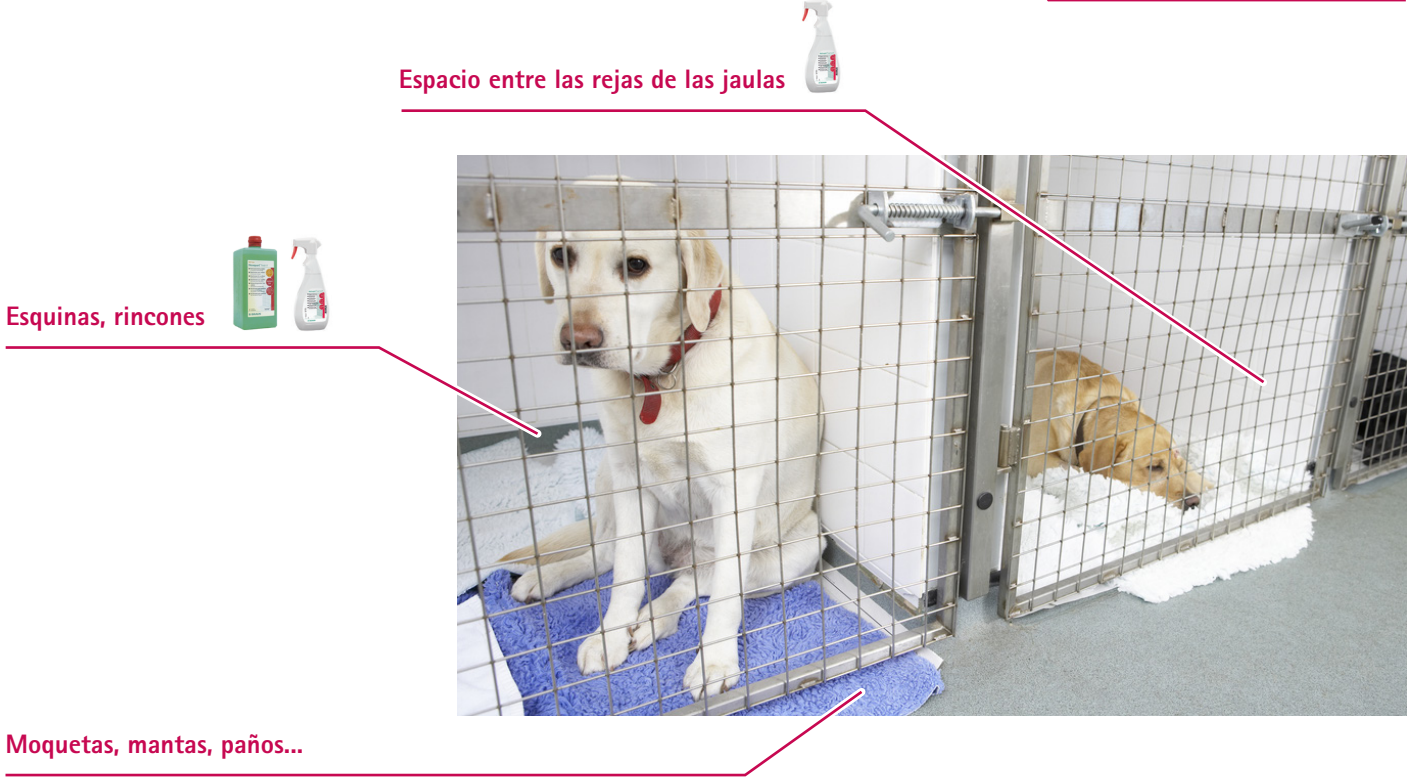 Espacio entre las rejas de las jaulas
Esquinas, rincones
Moquetas, mantas, paños...